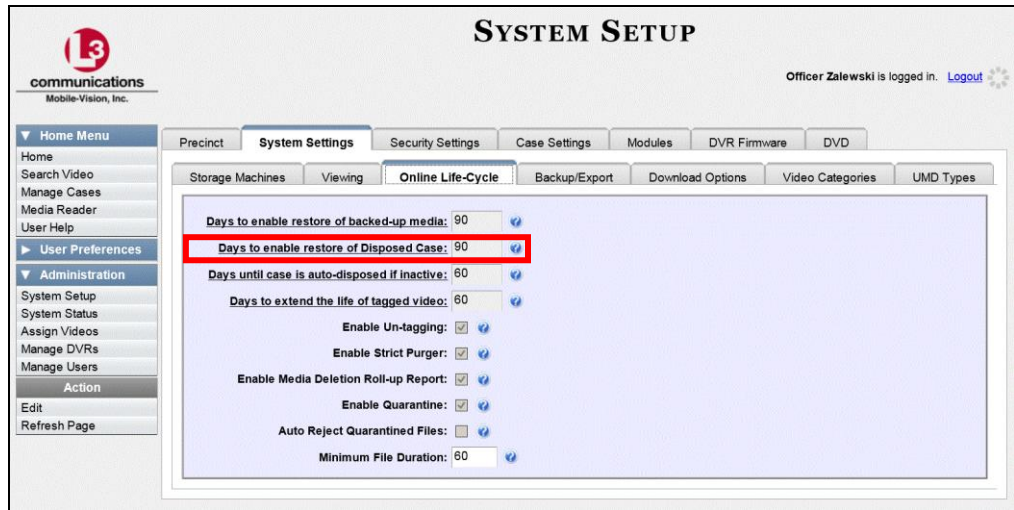 SYSTEM SETUP
L3
communications
Mobile-Vision, Inc.
Officer Zalewski is logged in. Logout
▼ Home Menu
Home
Search Video
Manage Cases
Media Reader
User Help
► User Preferences
▼ Administration
System Setup
System Status
Assign Videos
Manage DVRs
Manage Users
Action
Edit
Refresh Page
Precinct System Settings Security Settings Case Settings Modules DVR Firmware DVD
Storage Machines Viewing Online Life-Cycle Backup/Export Download Options Video Categories UMD Types
Days to enable restore of backed-up media: 90 ?
Days to enable restore of Disposed Case: 90 ?
Days until case is auto-disposed if inactive: 60 ?
Days to extend the life of tagged video: 60 ?
Enable Un-tagging: ?
Enable Strict Purger: ?
Enable Media Deletion Roll-up Report: ?
Enable Quarantine: ?
Auto Reject Quarantined Files: ?
Minimum File Duration: 60 ?